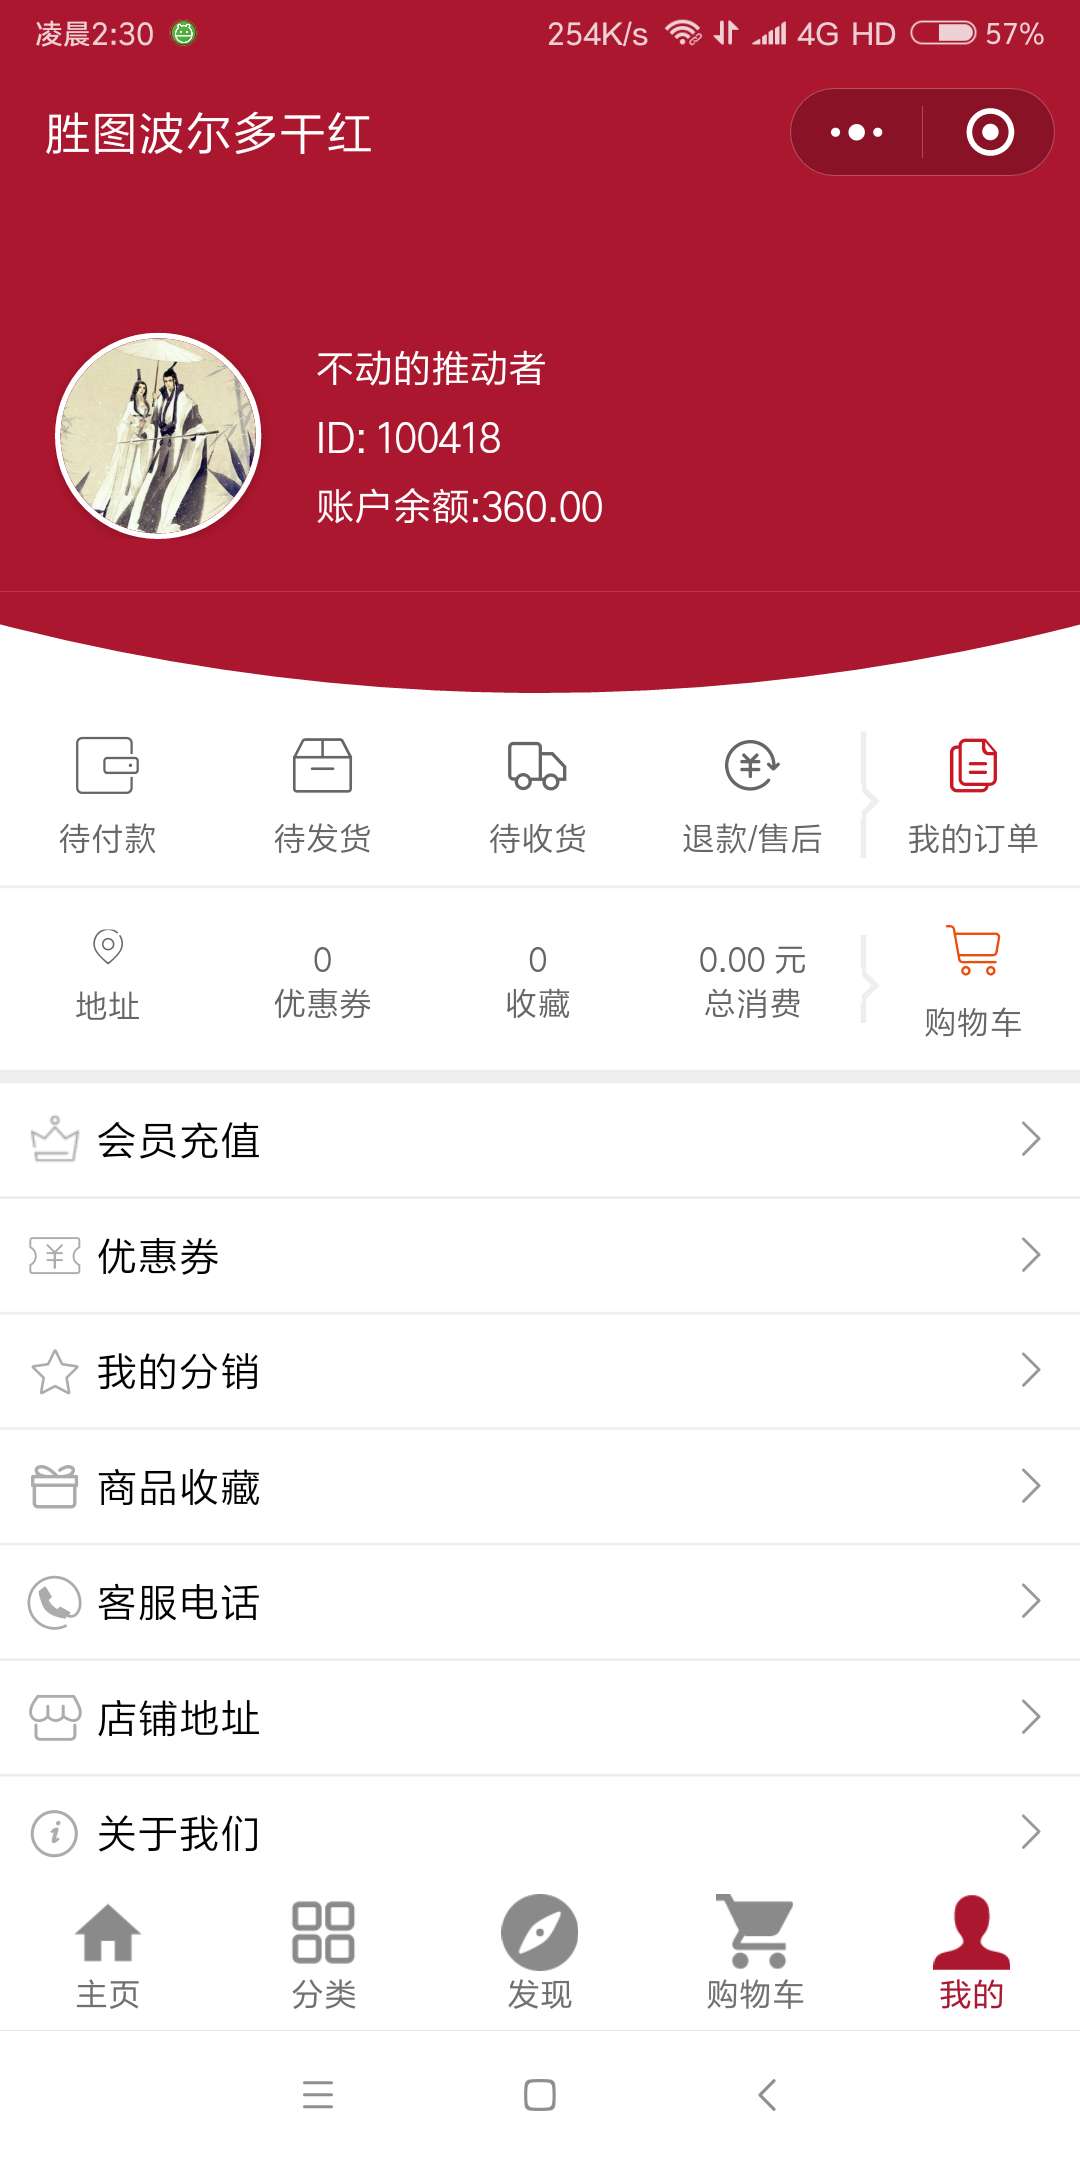 凌晨2:30 254K/s 4G HD 57%
胜图波尔多干红
不动的推动者
ID: 100418
账户余额:360.00
待付款 待发货 待收货 退款/售后 我的订单
0 0 0.00 元
地址 优惠券 收藏 总消费 购物车
会员充值
优惠券
我的分销
商品收藏
客服电话
店铺地址
关于我们
主页 分类 发现 购物车 我的